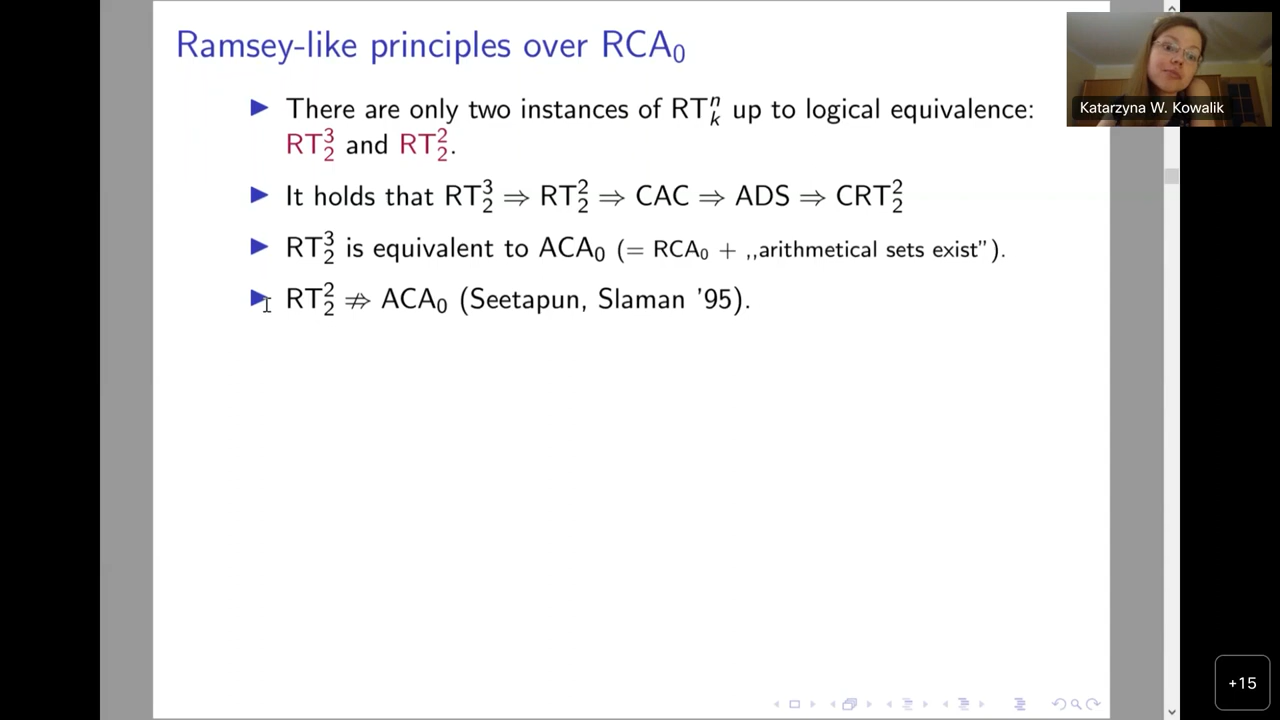 Ramsey-like principles over RCA₀
Katarzyna W. Kowalik
▶ There are only two instances of RTⁿₖ up to logical equivalence:
RT³₂ and RT²₂.
▶ It holds that RT³₂ ⇒ RT²₂ ⇒ CAC ⇒ ADS ⇒ CRT²₂
▶ RT³₂ is equivalent to ACA₀ (= RCA₀ + ,,arithmetical sets exist”).
▶ RT²₂ ⇏ ACA₀ (Seetapun, Slaman ’95).
+15